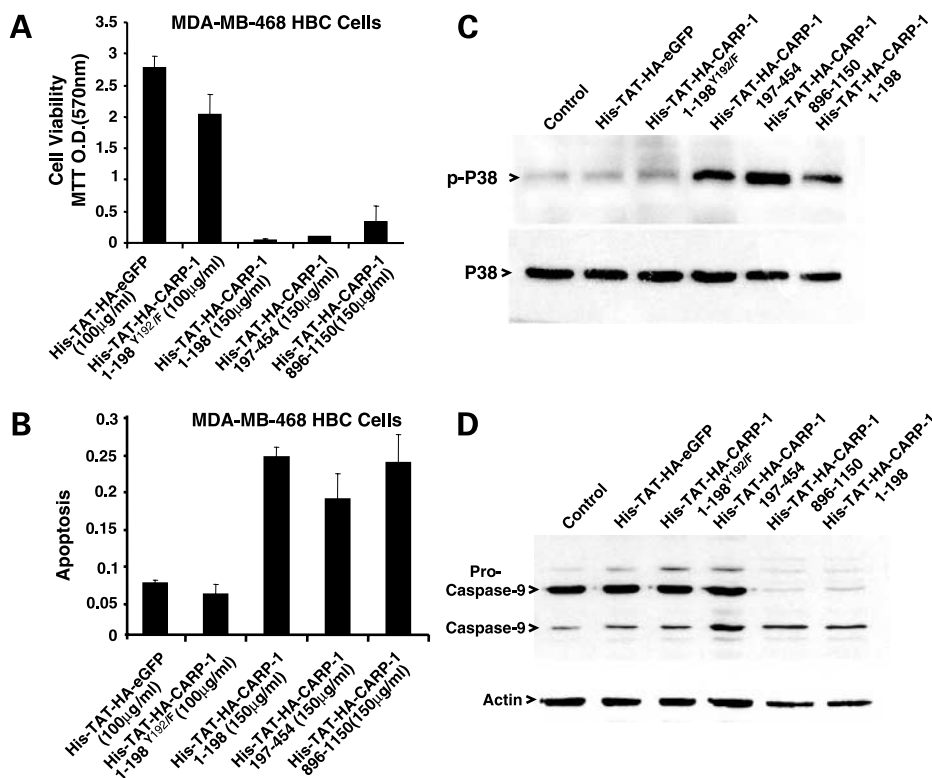 A
MDA-MB-468 HBC Cells
Cell Viability
MTT O.D.(570nm)
3.5
3
2.5
2
1.5
1
0.5
0
His-TAT-HA-eGFP
(100µg/ml)
His-TAT-HA-CARP-1
1-198 Y192/F (100µg/ml)
His-TAT-HA-CARP-1
1-198 (150µg/ml)
His-TAT-HA-CARP-1
197-454 (150µg/ml)
His-TAT-HA-CARP-1
896-1150(150µg/ml)
B
MDA-MB-468 HBC Cells
Apoptosis
0.3
0.25
0.2
0.15
0.1
0.05
0
His-TAT-HA-eGFP
(100µg/ml)
His-TAT-HA-CARP-1
1-198 Y192/F (100µg/ml)
His-TAT-HA-CARP-1
1-198 (150µg/ml)
His-TAT-HA-CARP-1
197-454 (150µg/ml)
His-TAT-HA-CARP-1
896-1150(150µg/ml)
C
Control
His-TAT-HA-eGFP
His-TAT-HA-CARP-1
1-198 Y192/F
His-TAT-HA-CARP-1
197-454
His-TAT-HA-CARP-1
896-1150
His-TAT-HA-CARP-1
1-198
p-P38
P38
D
Control
His-TAT-HA-eGFP
His-TAT-HA-CARP-1
1-198 Y192/F
His-TAT-HA-CARP-1
197-454
His-TAT-HA-CARP-1
896-1150
His-TAT-HA-CARP-1
1-198
Pro-
Caspase-9
Caspase-9
Actin